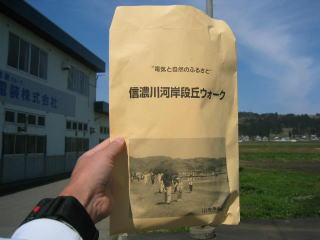 "電気と自然のふるさと"
信濃川河岸段丘ウォーク
電装株式会社